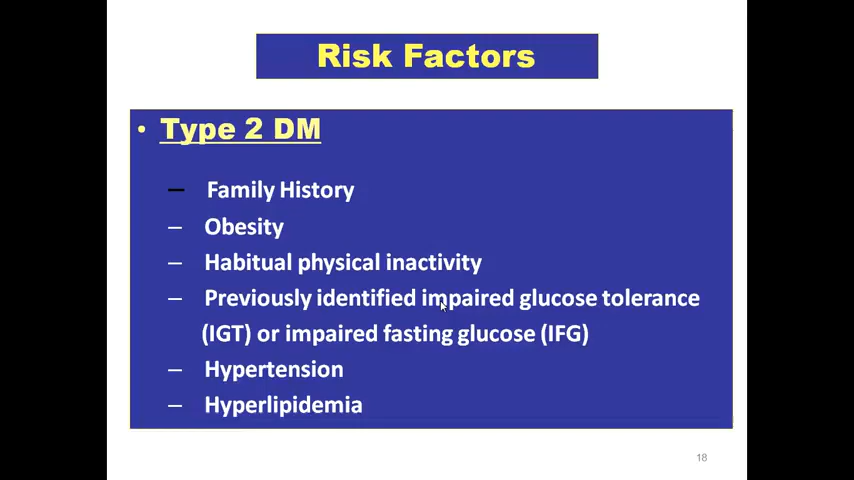 Risk Factors
• Type 2 DM
– Family History
– Obesity
– Habitual physical inactivity
– Previously identified impaired glucose tolerance
(IGT) or impaired fasting glucose (IFG)
– Hypertension
– Hyperlipidemia
18